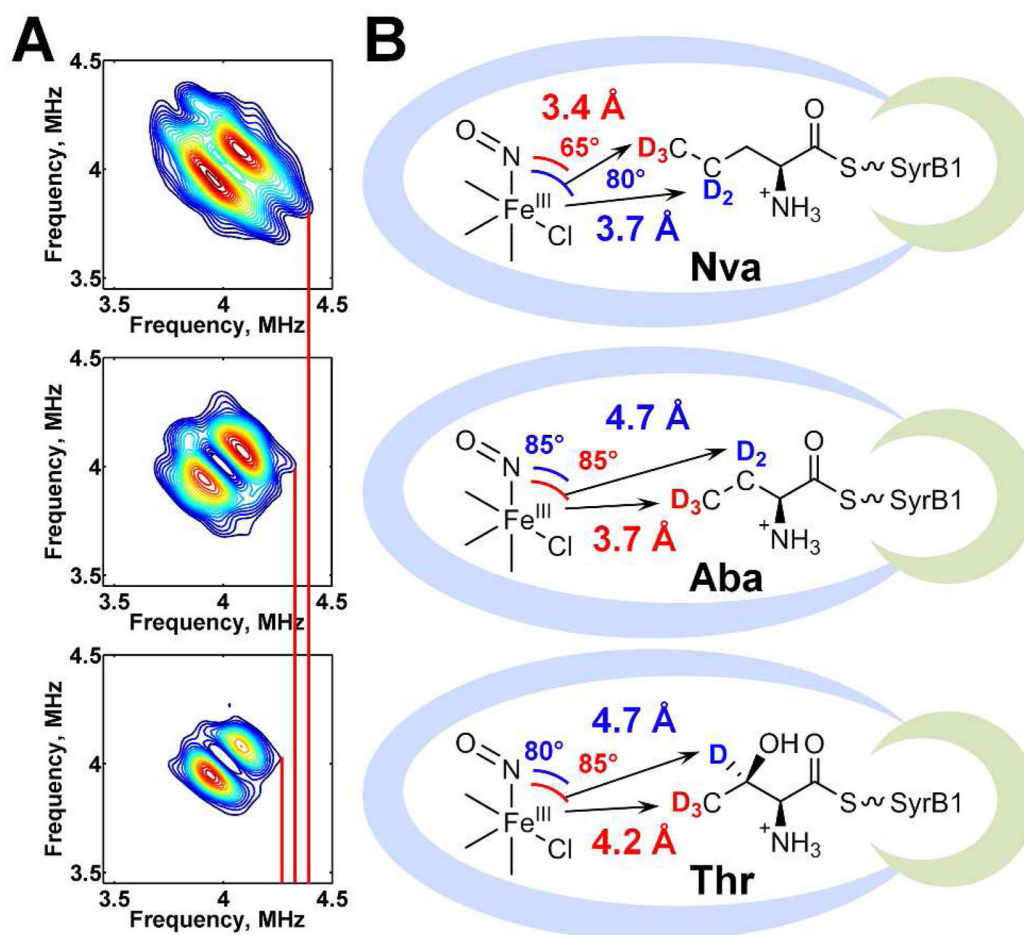 A
B
4.5
4
3.5
Frequency, MHz
3.5 4 4.5
Frequency, MHz
3.4 Å
O
N
65°
80°
D3C
C
D2
O
S
SyrB1
FeIII
Cl
3.7 Å
+NH3
Nva
4.5
4
3.5
Frequency, MHz
3.5 4 4.5
Frequency, MHz
4.7 Å
O
N
85°
85°
D2
C
D3C
O
S
SyrB1
FeIII
Cl
3.7 Å
+NH3
Aba
4.5
4
3.5
Frequency, MHz
3.5 4 4.5
Frequency, MHz
4.7 Å
O
N
80°
85°
D
OH
O
D3C
S
SyrB1
FeIII
Cl
4.2 Å
+NH3
Thr